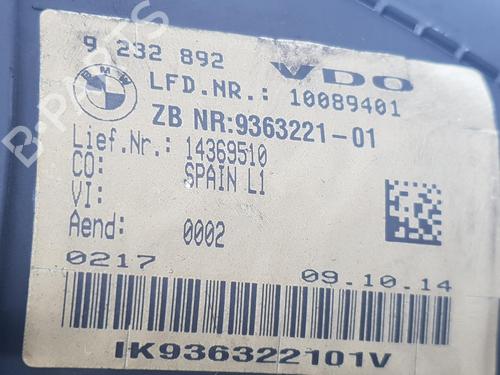 9 232 892
VDO
BMW
LFD.NR.: 10089401
ZB NR:9363221-01
Lief.Nr.: 14369510
CO: SPAIN L1
VI:
Aend: 0002
0217
09.10.14
IK936322101V
B-PARTS